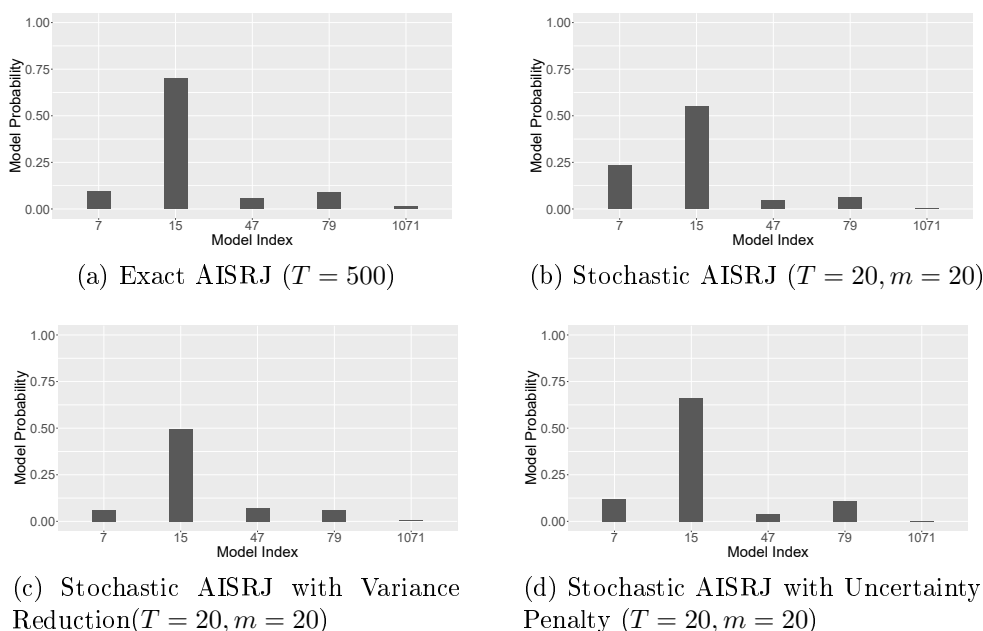 1.00
0.75
0.50
0.25
0.00
Model Probability
7 15 47 79 1071
Model Index
(a) Exact AISRJ (T = 500)
1.00
0.75
0.50
0.25
0.00
Model Probability
7 15 47 79 1071
Model Index
(b) Stochastic AISRJ (T = 20, m = 20)
1.00
0.75
0.50
0.25
0.00
Model Probability
7 15 47 79 1071
Model Index
(c) Stochastic AISRJ with Variance
Reduction(T = 20, m = 20)
1.00
0.75
0.50
0.25
0.00
Model Probability
7 15 47 79 1071
Model Index
(d) Stochastic AISRJ with Uncertainty
Penalty (T = 20, m = 20)